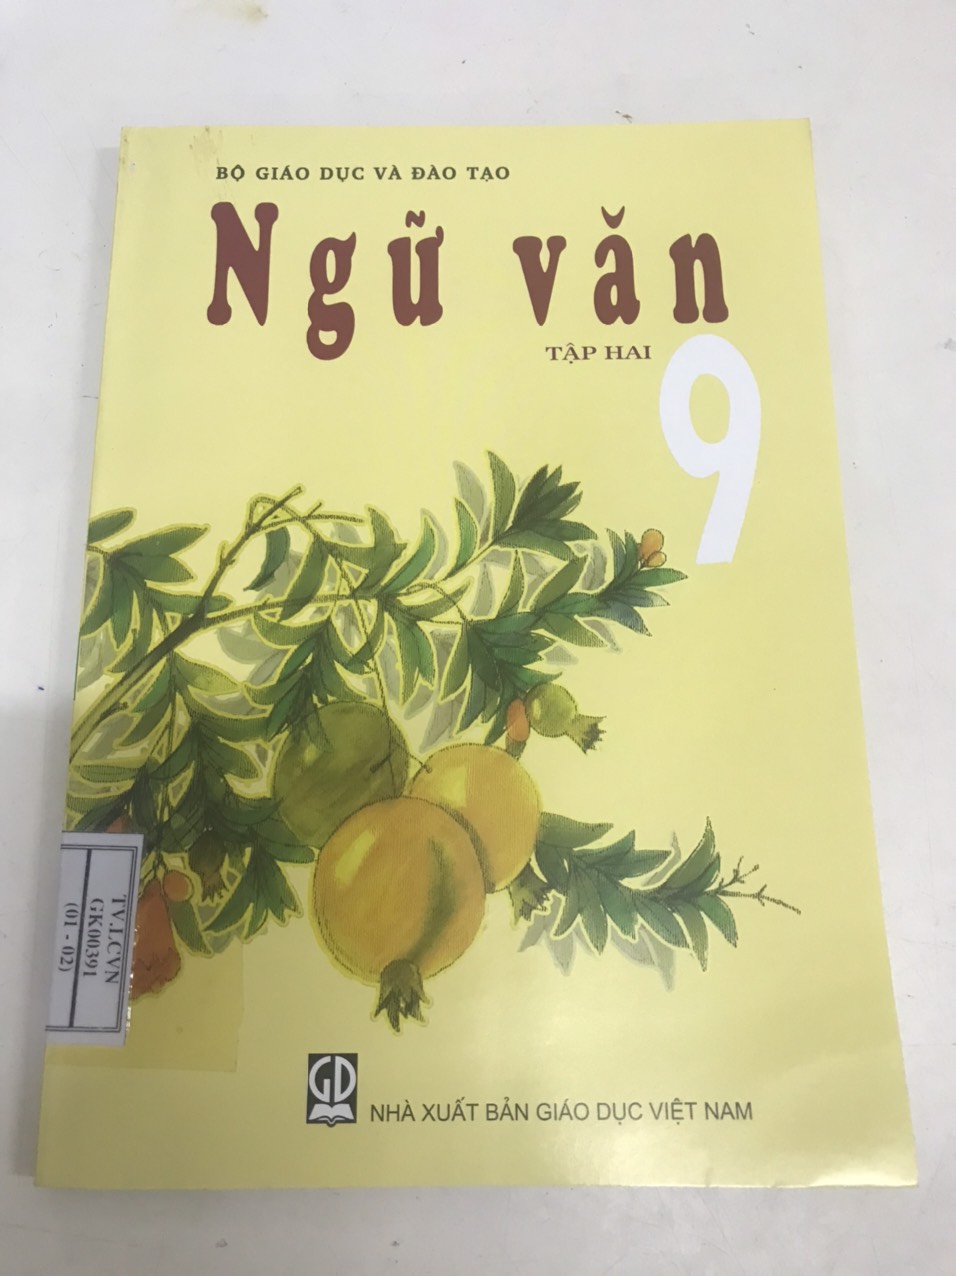 BỘ GIÁO DỤC VÀ ĐÀO TẠO
Ngữ văn
TẬP HAI
9
TV.LCVN
GK00391
(01 - 02)
GD
NHÀ XUẤT BẢN GIÁO DỤC VIỆT NAM